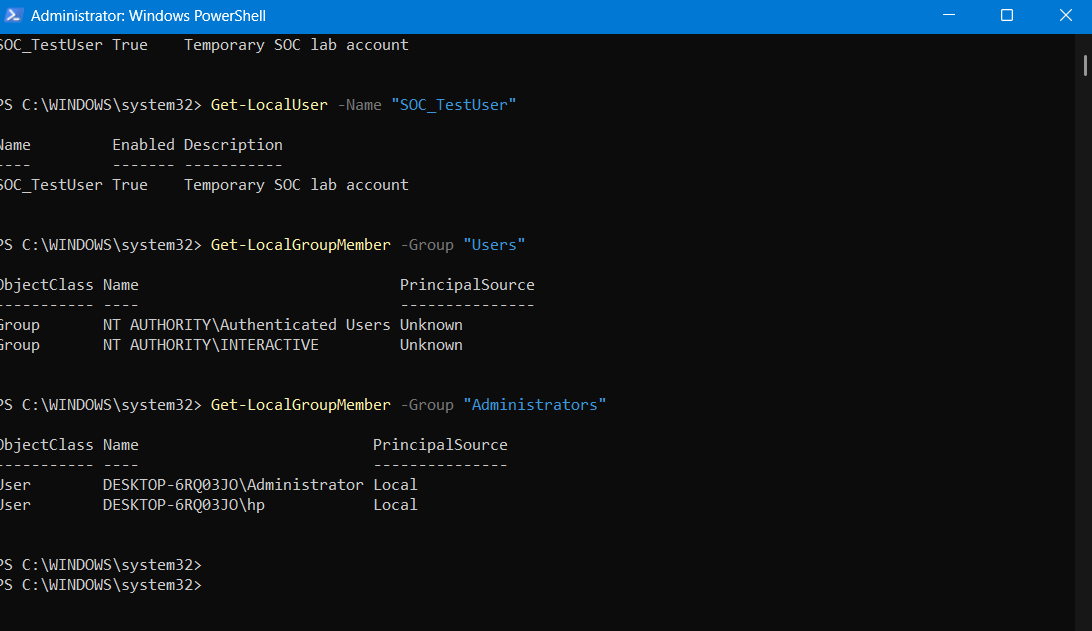 Administrator: Windows PowerShell
SOC_TestUser True    Temporary SOC lab account
PS C:\WINDOWS\system32> Get-LocalUser -Name "SOC_TestUser"
Name         Enabled Description
----         ------- -----------
SOC_TestUser True    Temporary SOC lab account
PS C:\WINDOWS\system32> Get-LocalGroupMember -Group "Users"
ObjectClass Name                             PrincipalSource
----------- ----                             ---------------
Group       NT AUTHORITY\Authenticated Users Unknown
Group       NT AUTHORITY\INTERACTIVE         Unknown
PS C:\WINDOWS\system32> Get-LocalGroupMember -Group "Administrators"
ObjectClass Name                          PrincipalSource
----------- ----                          ---------------
User        DESKTOP-6RQ03JO\Administrator Local
User        DESKTOP-6RQ03JO\hp            Local
PS C:\WINDOWS\system32>
PS C:\WINDOWS\system32>